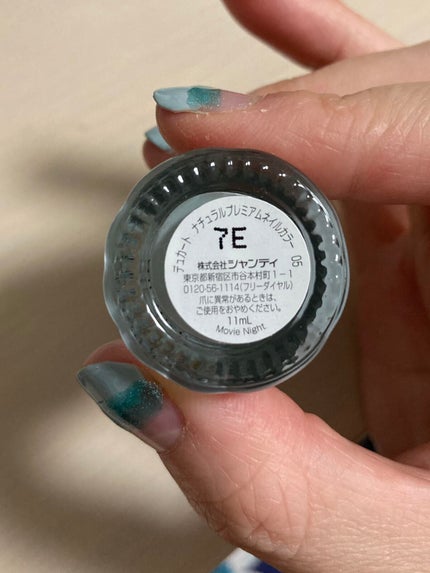 デュカート ナチュラルプレミアムネイルカラー 05
7E
株式会社シャンティ
東京都新宿区市谷本村町1-1
0120-56-1114(フリーダイヤル)
爪に異常があるときは、
ご使用をおやめください。
11mL
Movie Night